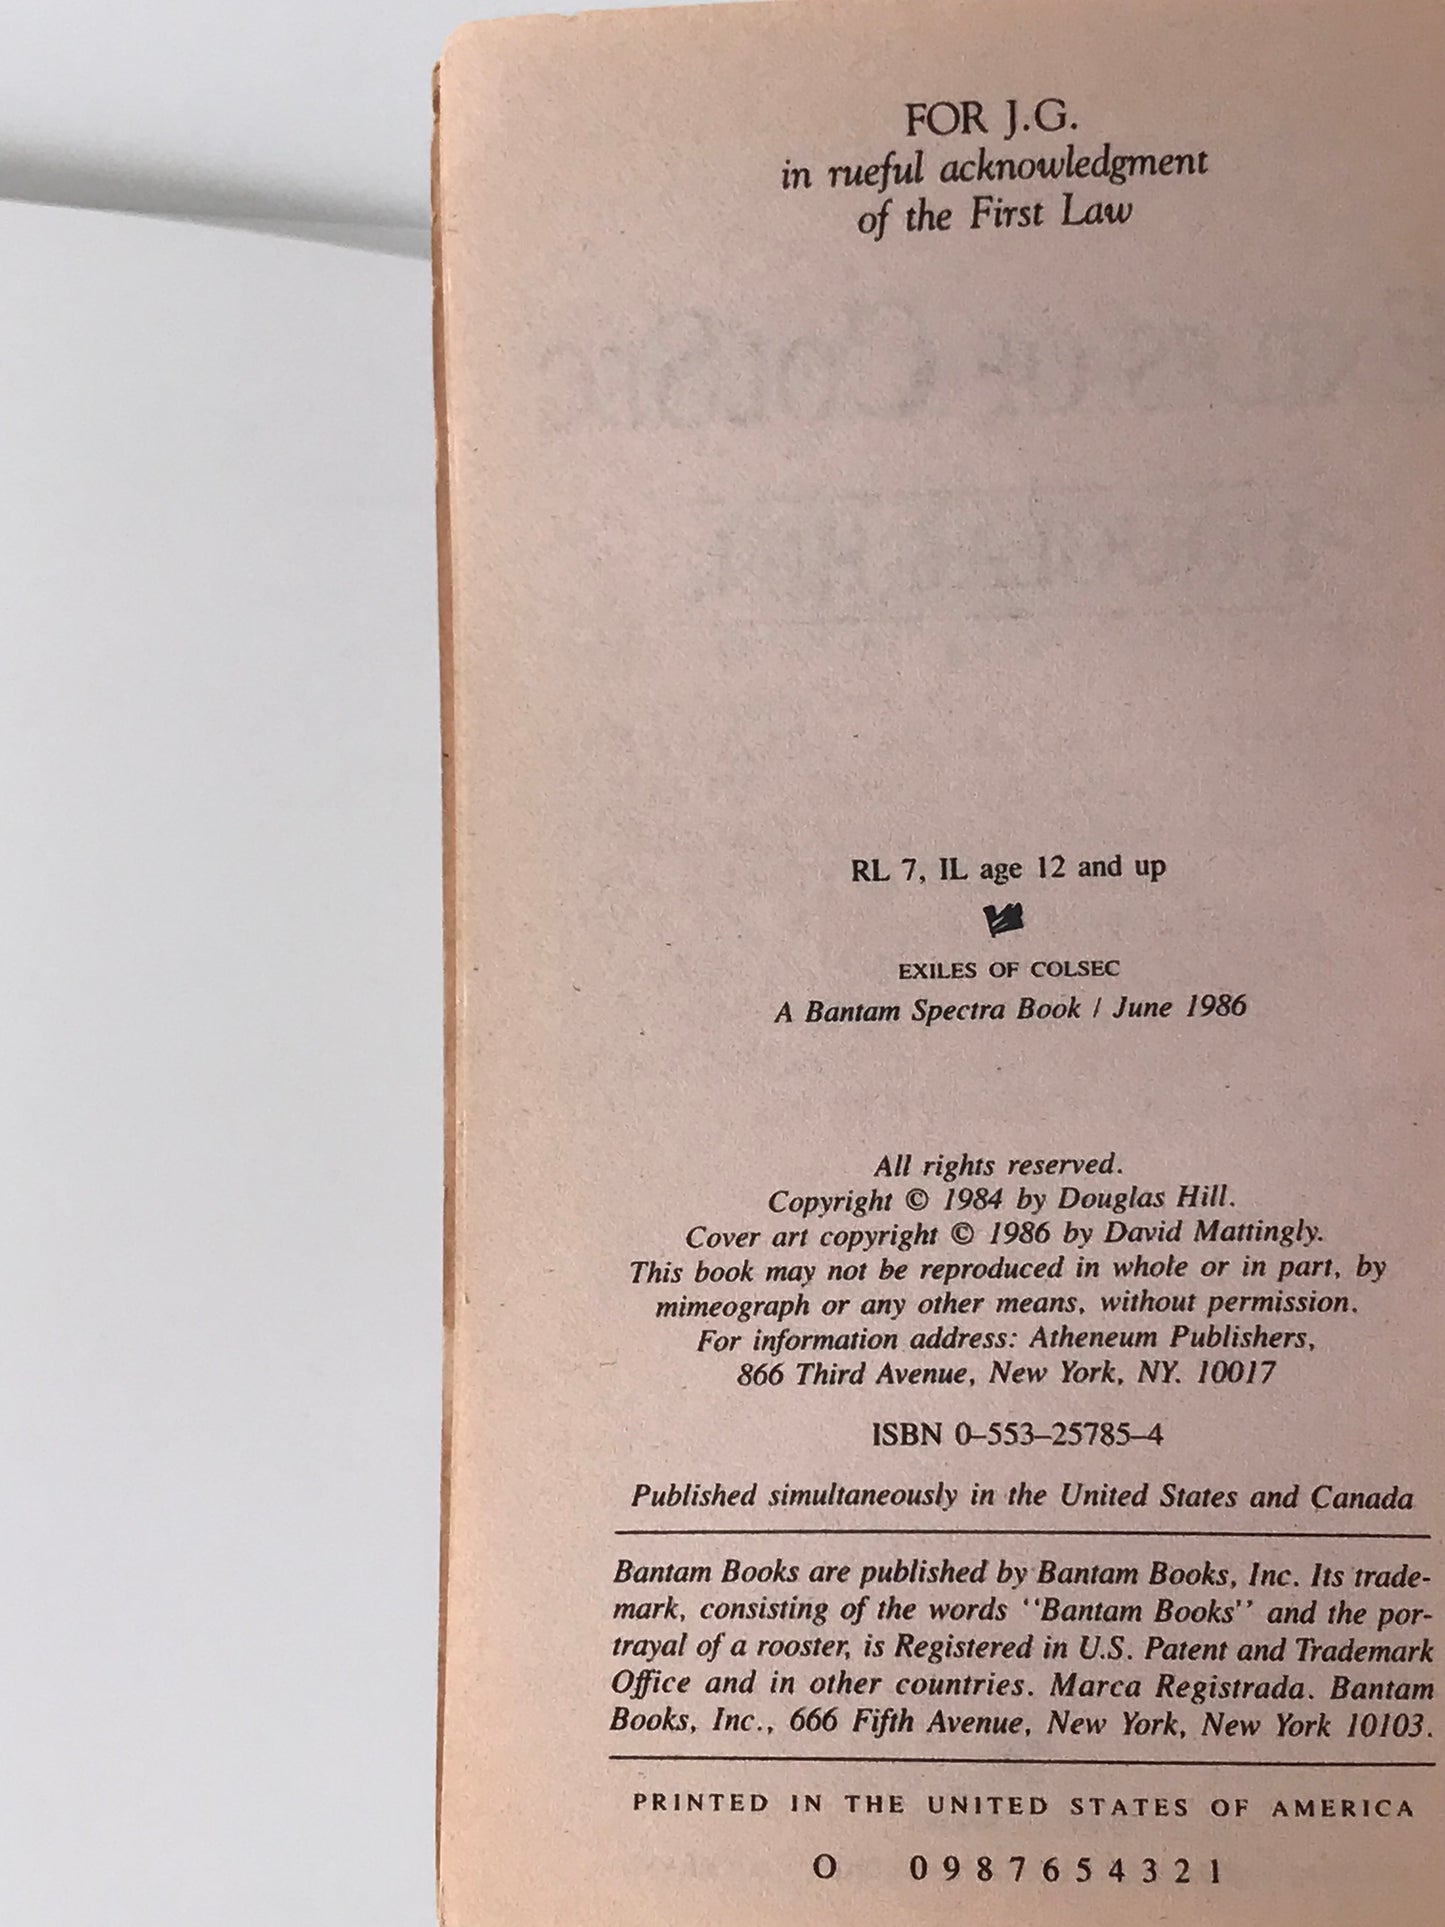 FOR J.G.
in rueful acknowledgment
of the First Law
RL 7, IL age 12 and up
EXILES OF COLSEC
A Bantam Spectra Book / June 1986
All rights reserved.
Copyright © 1984 by Douglas Hill.
Cover art copyright © 1986 by David Mattingly.
This book may not be reproduced in whole or in part, by
mimeograph or any other means, without permission.
For information address: Atheneum Publishers,
866 Third Avenue, New York, NY. 10017
ISBN 0–553–25785–4
Published simultaneously in the United States and Canada
Bantam Books are published by Bantam Books, Inc. Its trade-
mark, consisting of the words ‘‘Bantam Books’’ and the por-
trayal of a rooster, is Registered in U.S. Patent and Trademark
Office and in other countries. Marca Registrada. Bantam
Books, Inc., 666 Fifth Avenue, New York, New York 10103.
PRINTED IN THE UNITED STATES OF AMERICA
O 0 9 8 7 6 5 4 3 2 1